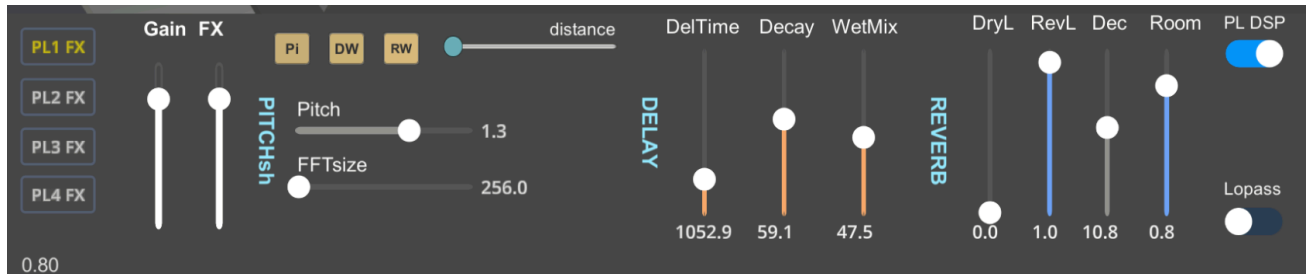 PL1 FX
PL2 FX
PL3 FX
PL4 FX
0.80
Gain FX
Pi DW RW
distance
PITCHsh
Pitch
1.3
FFTsize
256.0
DELAY
DelTime Decay WetMix
1052.9 59.1 47.5
REVERB
DryL RevL Dec Room
0.0 1.0 10.8 0.8
PL DSP
Lopass